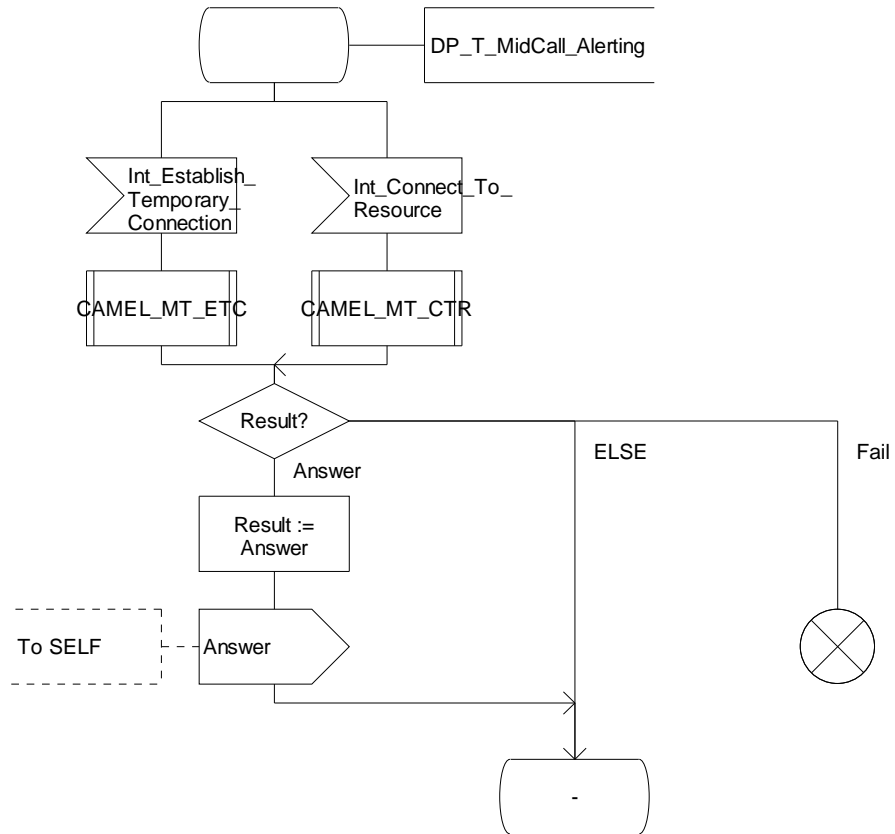 DP_T_MidCall_Alerting
Int_Establish_
Temporary_
Connection
Int_Connect_To_
Resource
CAMEL_MT_ETC
CAMEL_MT_CTR
Result?
ELSE
Fail
Answer
Result :=
Answer
To SELF
Answer
-